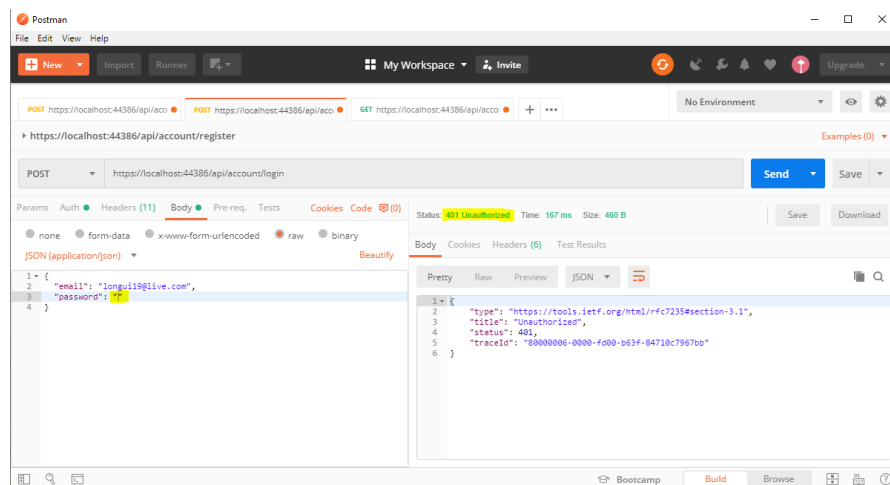 Postman
File Edit View Help
New Import Runner My Workspace Invite Upgrade
POST https://localhost:44386/api/acco POST https://localhost:44386/api/acco GET https://localhost:44386/api/acco + ••• No Environment
https://localhost:44386/api/account/register Examples (0)
POST https://localhost:44386/api/account/login Send Save
Params Auth Headers (11) Body Pre-req. Tests Cookies Code (0) Status: 401 Unauthorized Time: 167 ms Size: 460 B Save Download
none form-data x-www-form-urlencoded raw binary Body Cookies Headers (6) Test Results
JSON (application/json) Beautify Pretty Raw Preview JSON
1 {
2 "email": "longui19@live.com",
3 "password": ""
4 }
1 {
2 "type": "https://tools.ietf.org/html/rfc7235#section-3.1",
3 "title": "Unauthorized",
4 "status": 401,
5 "traceId": "80000006-0000-fd00-b63f-84710c7967bb"
6 }
Bootcamp Build Browse